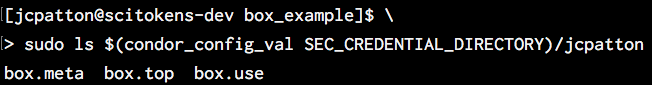 [jcpatton@scitokens-dev box_example]$ \
> sudo ls $(condor_config_val SEC_CREDENTIAL_DIRECTORY)/jcpatton
box.meta  box.top  box.use